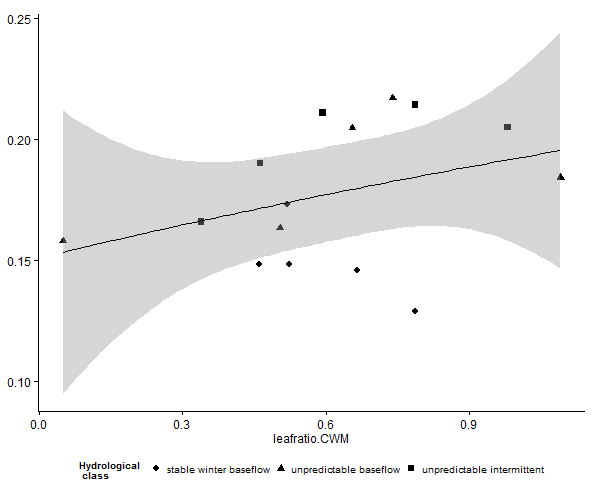 0.25
0.20
0.15
0.10
0.0 0.3 0.6 0.9
leafratio.CWM
Hydrological
class
stable winter baseflow unpredictable baseflow unpredictable intermittent